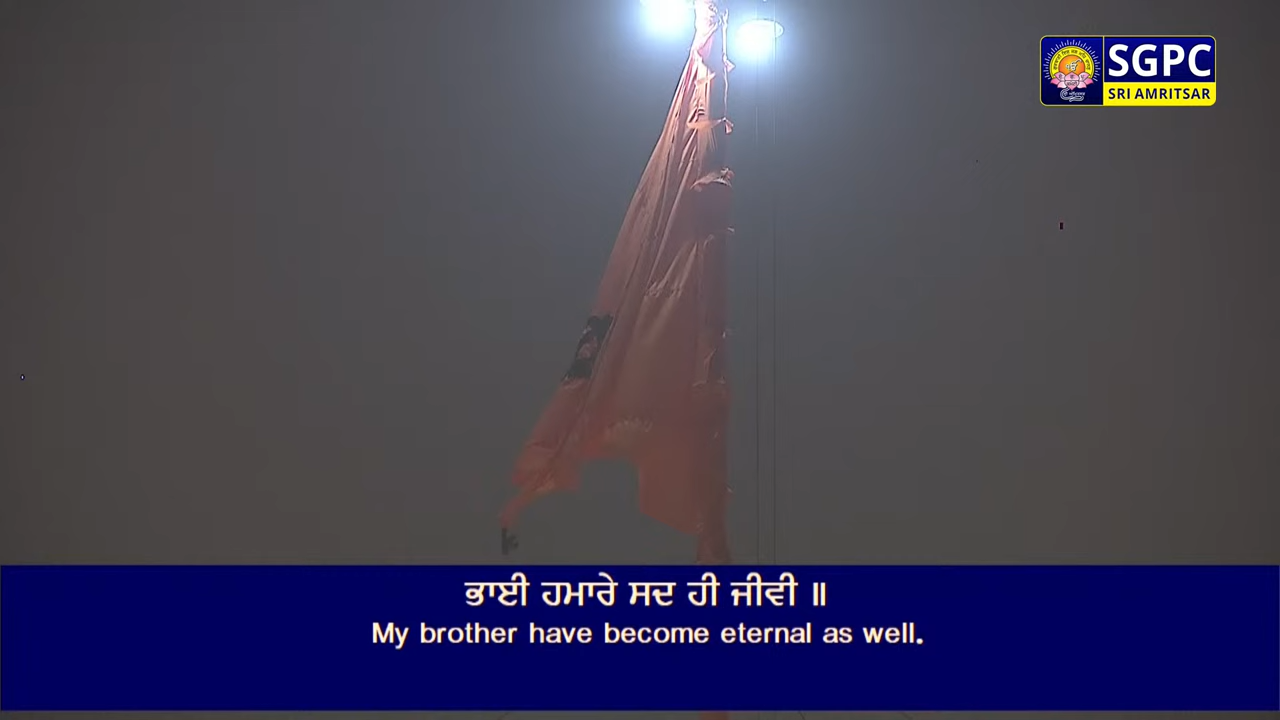 SGPC
SRI AMRITSAR
ਭਾਈ ਹਮਾਰੇ ਸਦ ਹੀ ਜੀਵੀ ॥
My brother have become eternal as well.